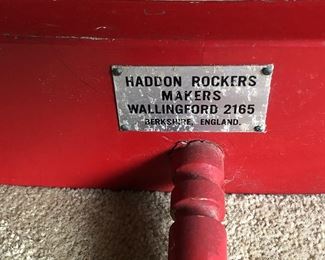 HADDON ROCKERS
MAKERS
WALLINGFORD 2165
BERKSHIRE, ENGLAND.